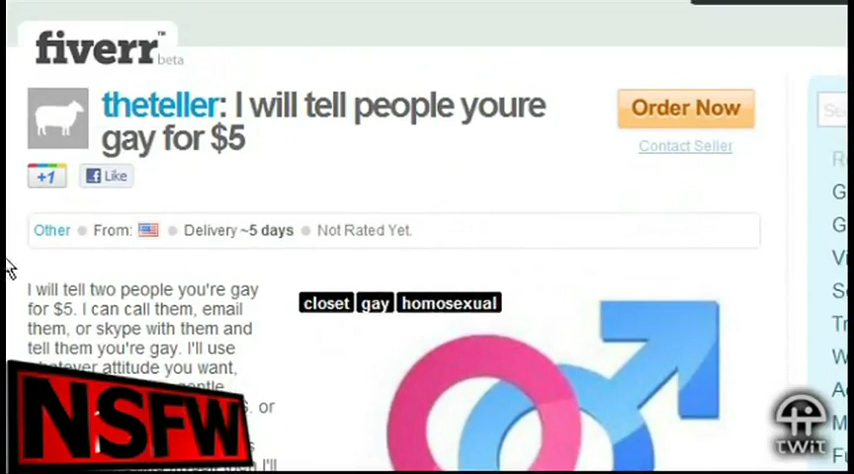 fiverr™
beta
theteller: I will tell people youre
gay for $5
Order Now
Contact Seller
+1
Like
Other From: Delivery ~5 days Not Rated Yet.
I will tell two people you're gay
for $5. I can call them, email
them, or skype with them and
tell them you're gay. I'll use
whatever attitude you want,
closet gay homosexual
NSFW
TWiT